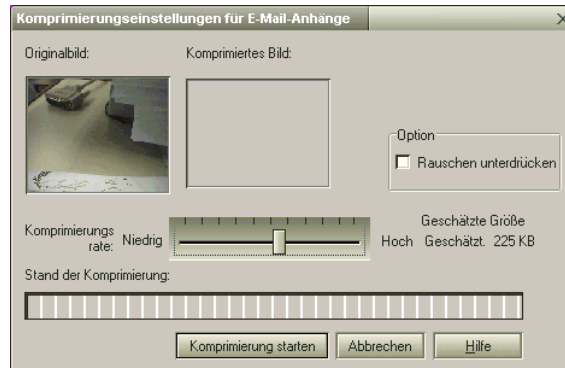 Komprimierungseinstellungen für E-Mail-Anhänge
Originalbild:
Komprimiertes Bild:
Option
Rauschen unterdrücken
Komprimierungs
rate:
Niedrig
Hoch
Geschätzte Größe
Geschätzt. 225 KB
Stand der Komprimierung:
Komprimierung starten
Abbrechen
Hilfe